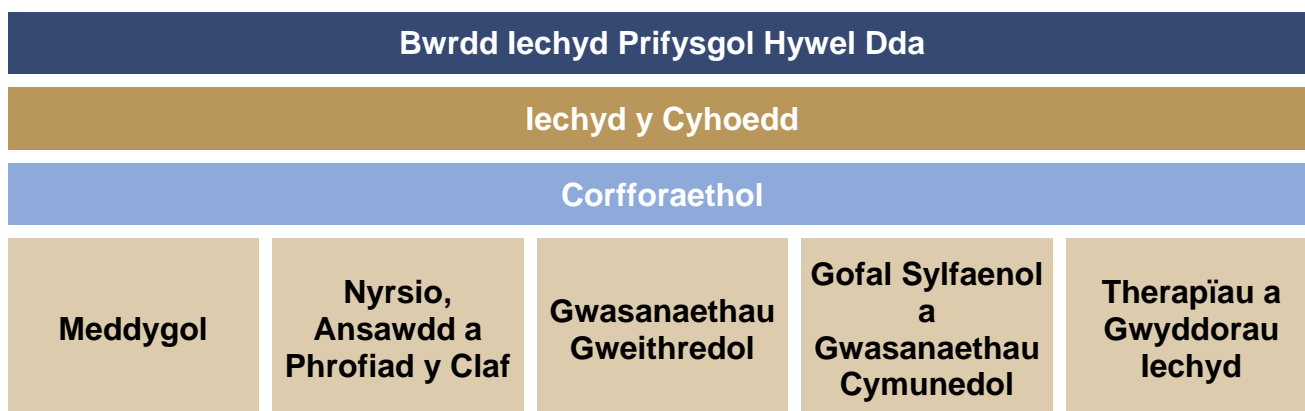 Bwrdd Iechyd Prifysgol Hywel Dda
Iechyd y Cyhoedd
Corfforaethol
Meddygol
Nyrsio,
Ansawdd a
Phrofiad y Claf
Gwasanaethau
Gweithredol
Gofal Sylfaenol
a
Gwasanaethau
Cymunedol
Therapïau a
Gwyddorau
Iechyd